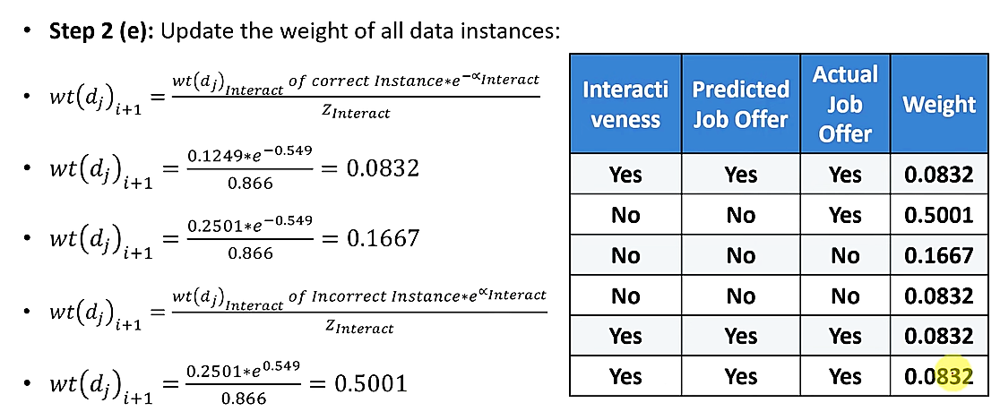 • Step 2 (e): Update the weight of all data instances:
• wt(d_j)_{i+1} = \frac{wt(d_j)_{Interact} of correct Instance*e^{-∝Interact}}{Z_{Interact}}
• wt(d_j)_{i+1} = \frac{0.1249*e^{-0.549}}{0.866} = 0.0832
• wt(d_j)_{i+1} = \frac{0.2501*e^{-0.549}}{0.866} = 0.1667
• wt(d_j)_{i+1} = \frac{wt(d_j)_{Interact} of Incorrect Instance*e^{∝Interact}}{Z_{Interact}}
• wt(d_j)_{i+1} = \frac{0.2501*e^{0.549}}{0.866} = 0.5001
Interacti veness | Predicted Job Offer | Actual Job Offer | Weight
Yes | Yes | Yes | 0.0832
No | No | Yes | 0.5001
No | No | No | 0.1667
No | No | No | 0.0832
Yes | Yes | Yes | 0.0832
Yes | Yes | Yes | 0.0832